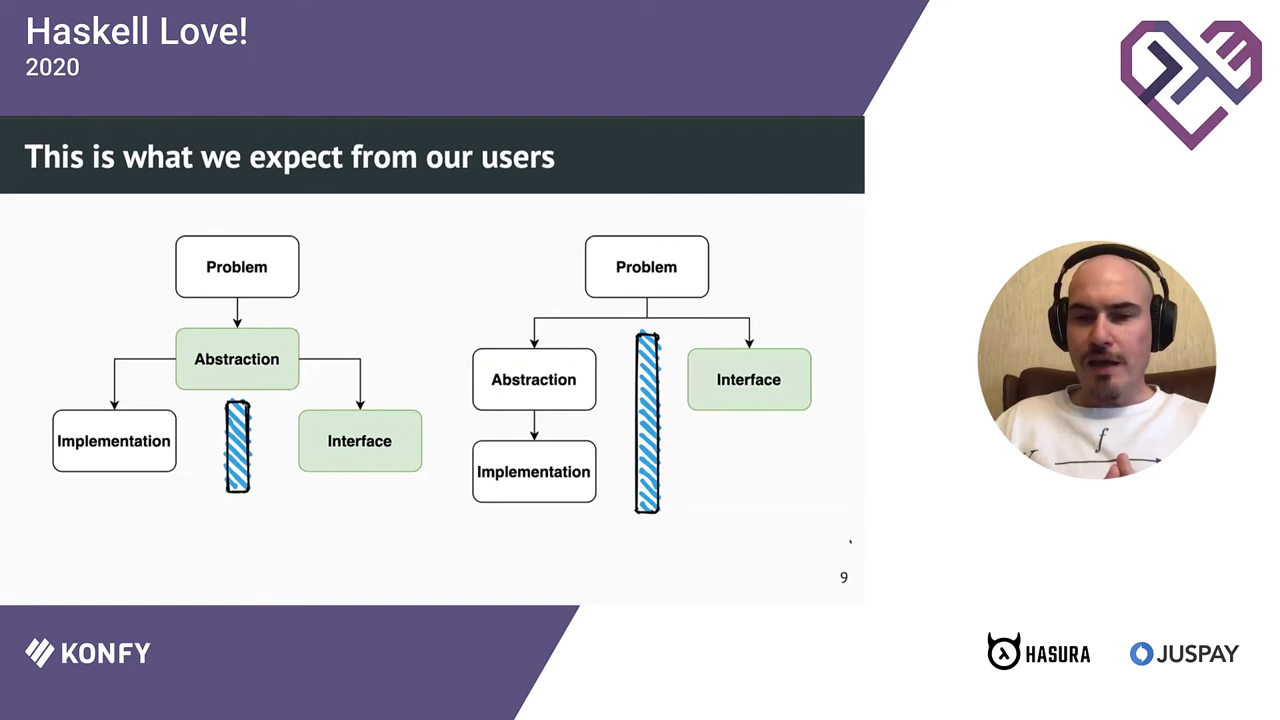 Haskell Love!
2020
This is what we expect from our users
Problem
Abstraction
Implementation
Interface
Problem
Abstraction
Interface
Implementation
9
f
KONFY
HASURA
JUSPAY